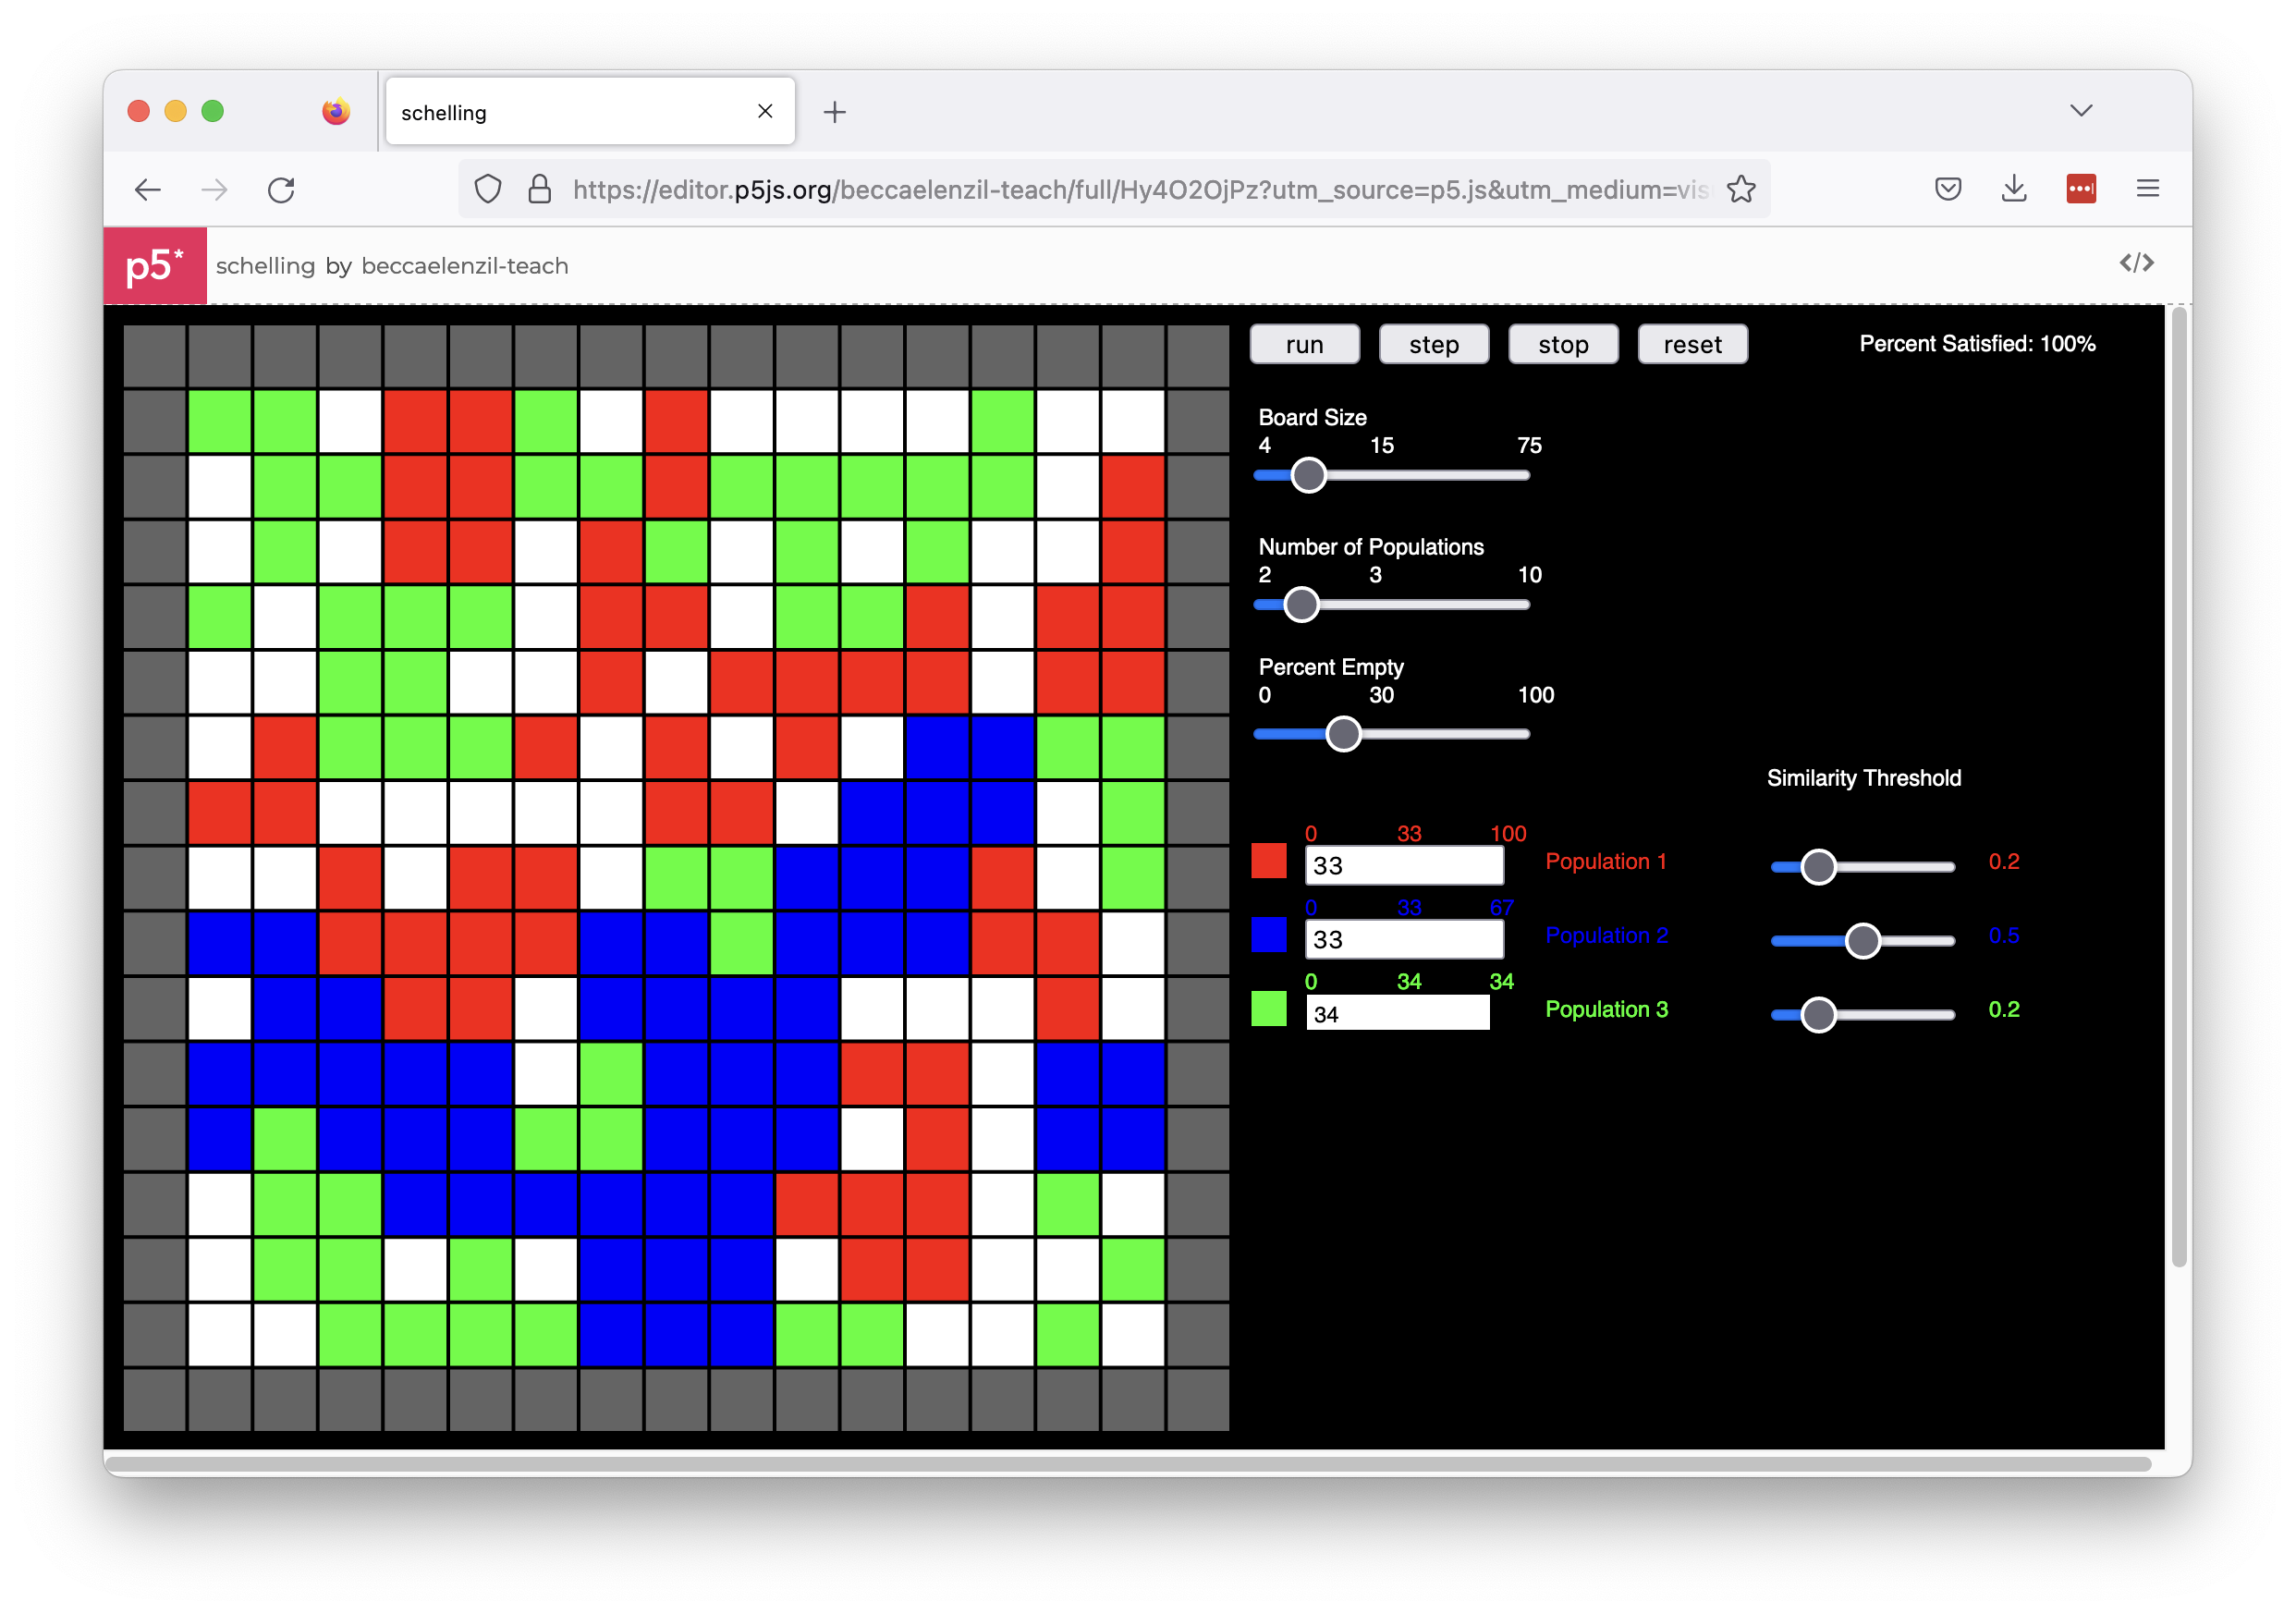 schelling
https://editor.p5js.org/beccaelenzil-teach/full/Hy4O2OjPz?utm_source=p5.js&utm_medium=vis
p5* schelling by beccaelenzil-teach </>
run step stop reset Percent Satisfied: 100%
Board Size
4 15 75
Number of Populations
2 3 10
Percent Empty
0 30 100
Similarity Threshold
0 33 100
33 Population 1 0.2
0 33 67
33 Population 2 0.5
0 34 34
34 Population 3 0.2